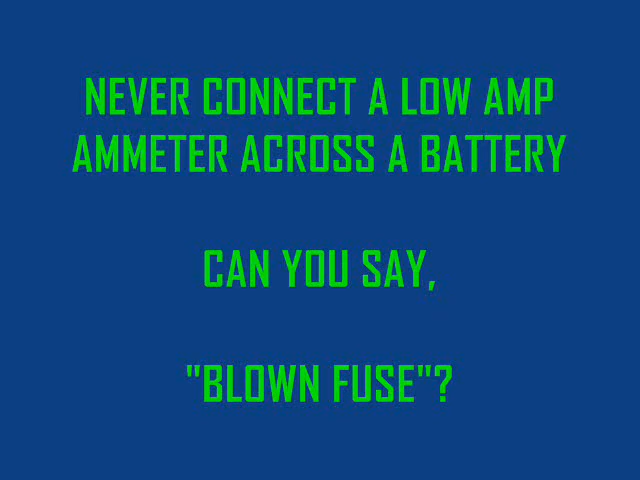 NEVER CONNECT A LOW AMP
AMMETER ACROSS A BATTERY
CAN YOU SAY,
"BLOWN FUSE"?